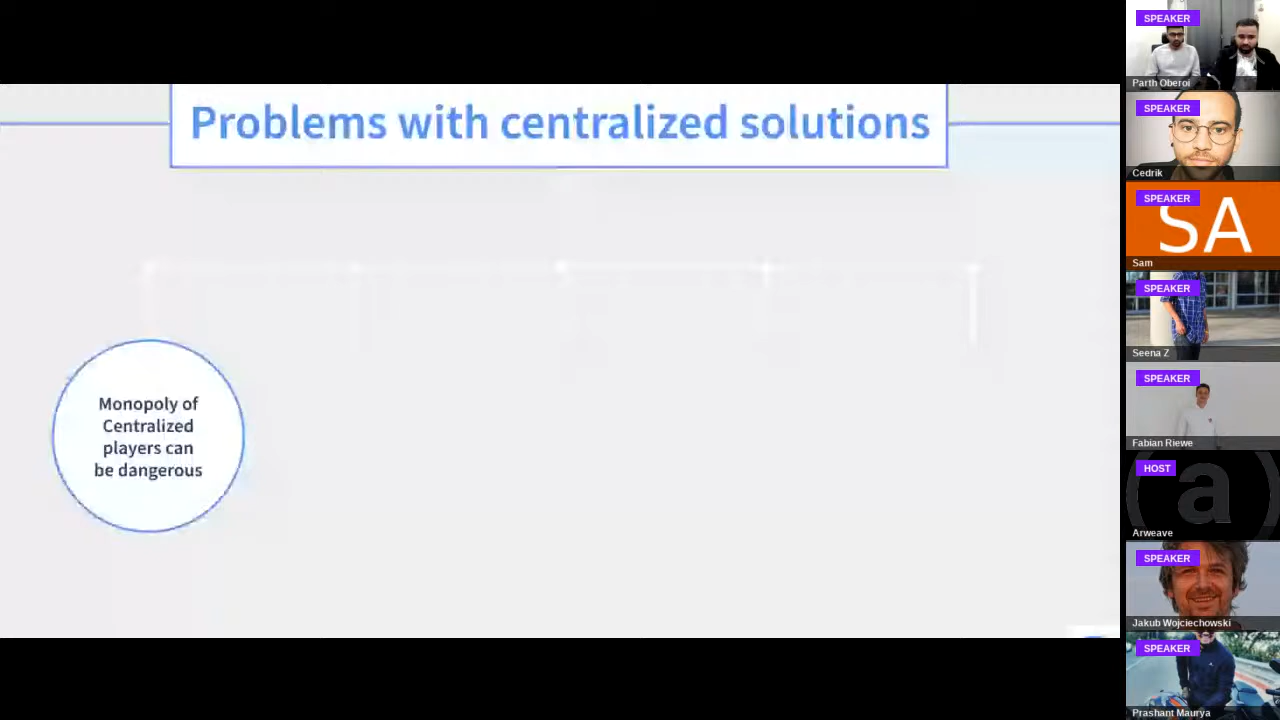 Problems with centralized solutions
Monopoly of
Centralized
players can
be dangerous
SPEAKER
Parth Oberoi
SPEAKER
Cedrik
SPEAKER
SA
Sam
SPEAKER
Seena Z
SPEAKER
Fabian Riewe
HOST
a
Arweave
SPEAKER
Jakub Wojciechowski
SPEAKER
Prashant Maurya